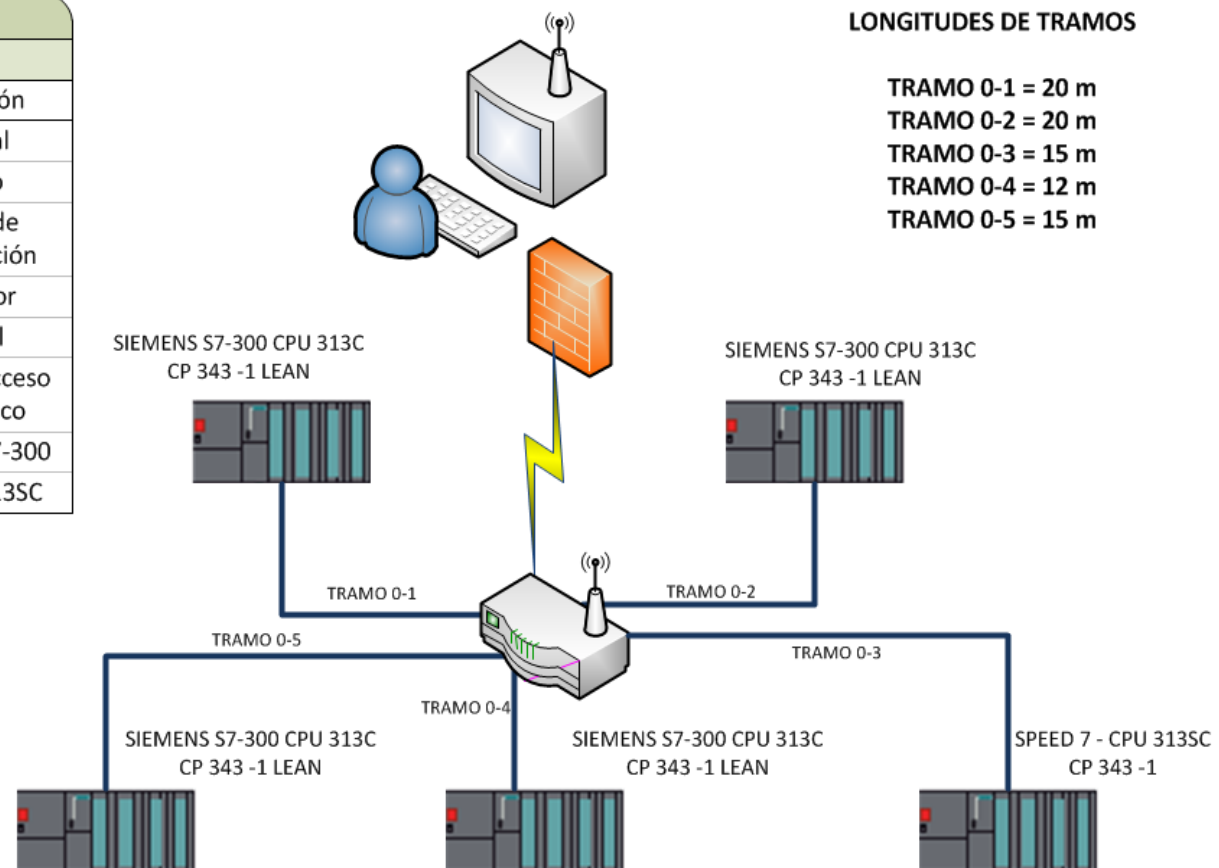 LONGITUDES DE TRAMOS
TRAMO 0-1 = 20 m
TRAMO 0-2 = 20 m
TRAMO 0-3 = 15 m
TRAMO 0-4 = 12 m
TRAMO 0-5 = 15 m
ón
al
o
de
ción
or
l
cceso
co
7-300
13SC
SIEMENS S7-300 CPU 313C
CP 343 -1 LEAN
SIEMENS S7-300 CPU 313C
CP 343 -1 LEAN
TRAMO 0-1
TRAMO 0-2
TRAMO 0-5
TRAMO 0-3
TRAMO 0-4
SIEMENS S7-300 CPU 313C
CP 343 -1 LEAN
SIEMENS S7-300 CPU 313C
CP 343 -1 LEAN
SPEED 7 - CPU 313SC
CP 343 -1